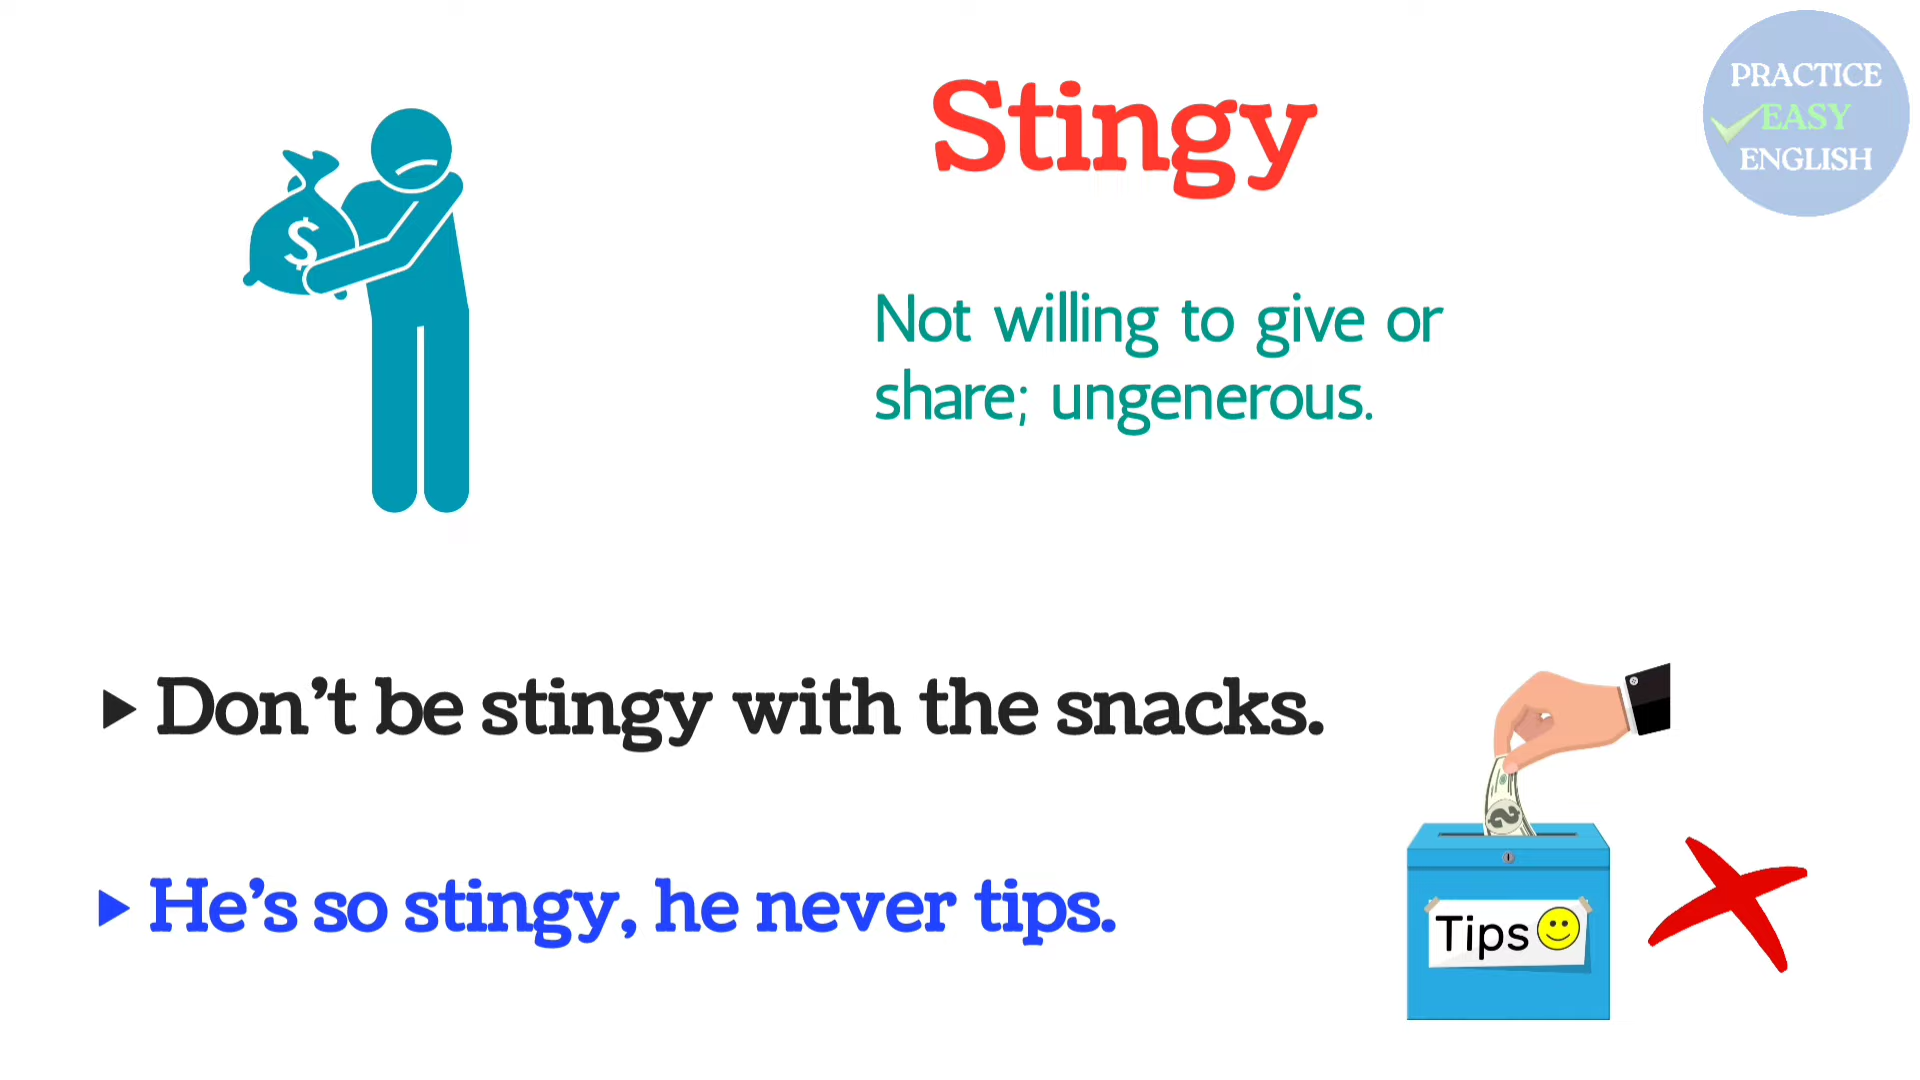 Stingy
PRACTICE
EASY
ENGLISH
$
Not willing to give or
share; ungenerous.
▸ Don’t be stingy with the snacks.
▸ He’s so stingy, he never tips.
Tips